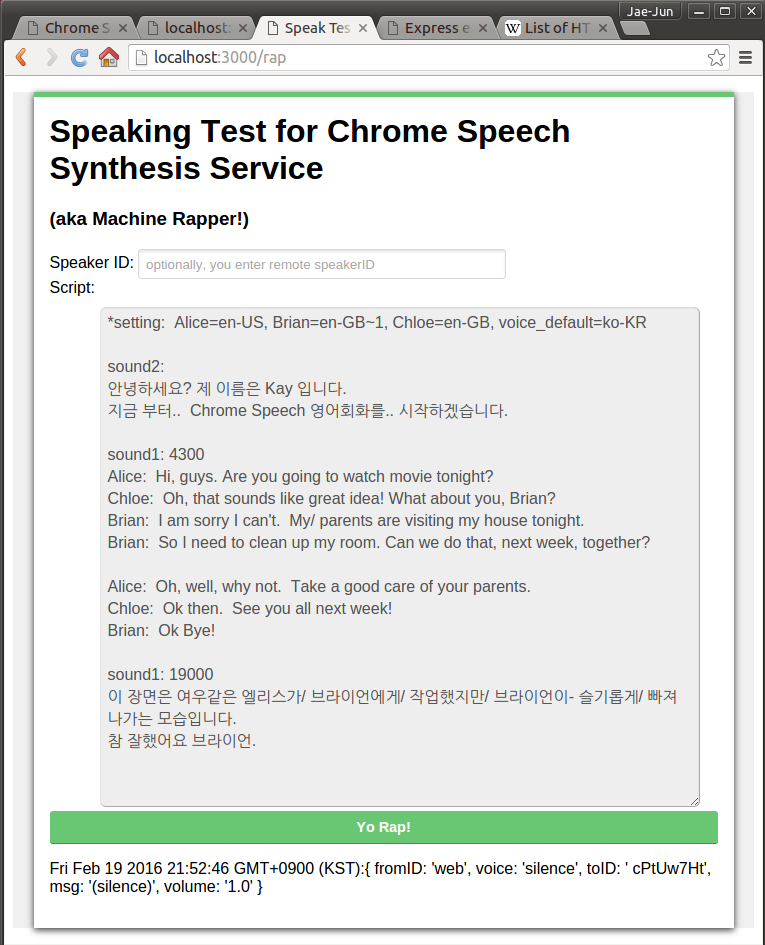 Jae-Jun
Chrome S
localhost:
Speak Tes
Express e
W List of HT
localhost:3000/rap
Speaking Test for Chrome Speech
Synthesis Service
(aka Machine Rapper!)
Speaker ID: optionally, you enter remote speakerID
Script:
*setting:  Alice=en-US, Brian=en-GB~1, Chloe=en-GB, voice_default=ko-KR
sound2:
안녕하세요? 제 이름은 Kay 입니다.
지금 부터..  Chrome Speech 영어회화를.. 시작하겠습니다.
sound1: 4300
Alice:  Hi, guys. Are you going to watch movie tonight?
Chloe:  Oh, that sounds like great idea! What about you, Brian?
Brian:  I am sorry I can't.  My/ parents are visiting my house tonight.
Brian:  So I need to clean up my room. Can we do that, next week, together?
Alice:  Oh, well, why not.  Take a good care of your parents.
Chloe:  Ok then.  See you all next week!
Brian:  Ok Bye!
sound1: 19000
이 장면은 여우같은 엘리스가/ 브라이언에게/ 작업했지만/ 브라이언이- 슬기롭게/ 빠져
나가는 모습입니다.
참 잘했어요 브라이언.
Yo Rap!
Fri Feb 19 2016 21:52:46 GMT+0900 (KST):{ fromID: 'web', voice: 'silence', toID: ' cPtUw7Ht',
msg: '(silence)', volume: '1.0' }